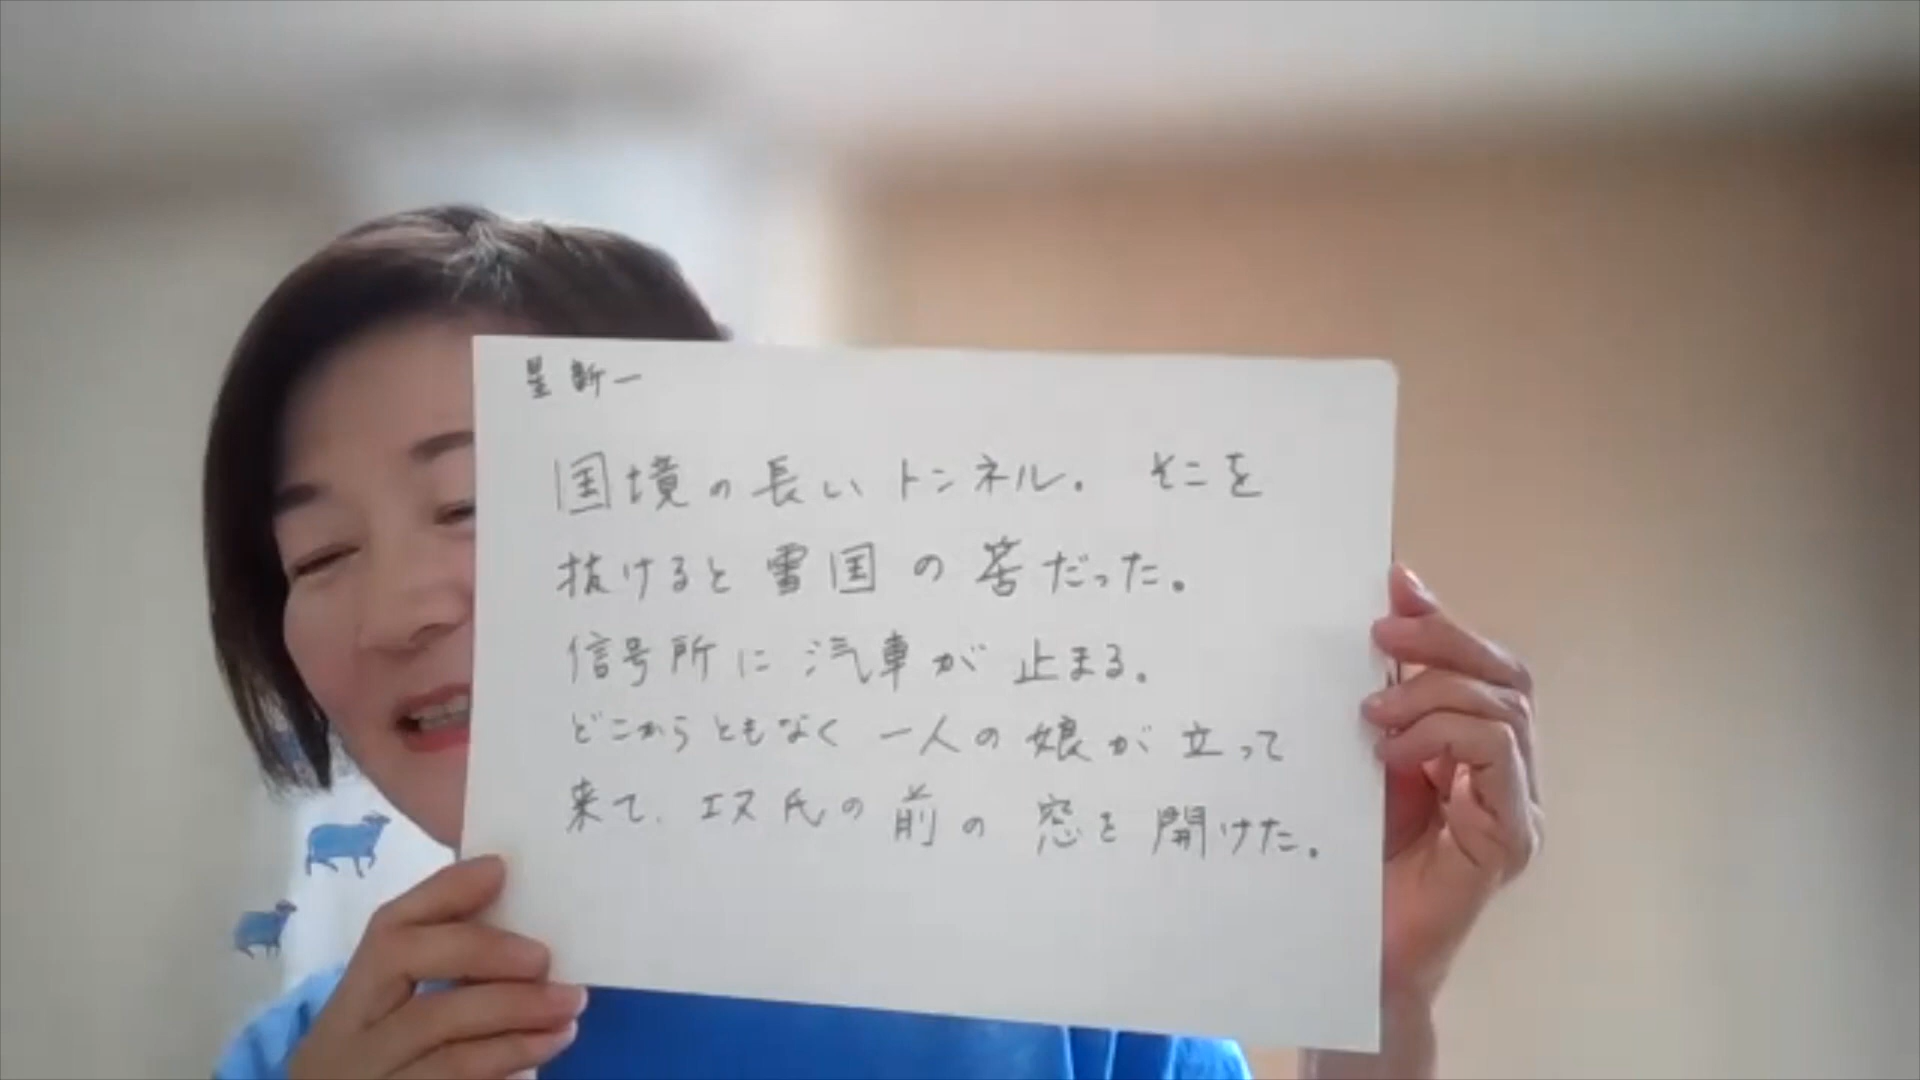 星新一
国境の長いトンネル。そこを
抜けると雪国の筈だった。
信号所に汽車が止まる。
どこからともなく一人の娘が立って
来て、エヌ氏の前の窓を開けた。